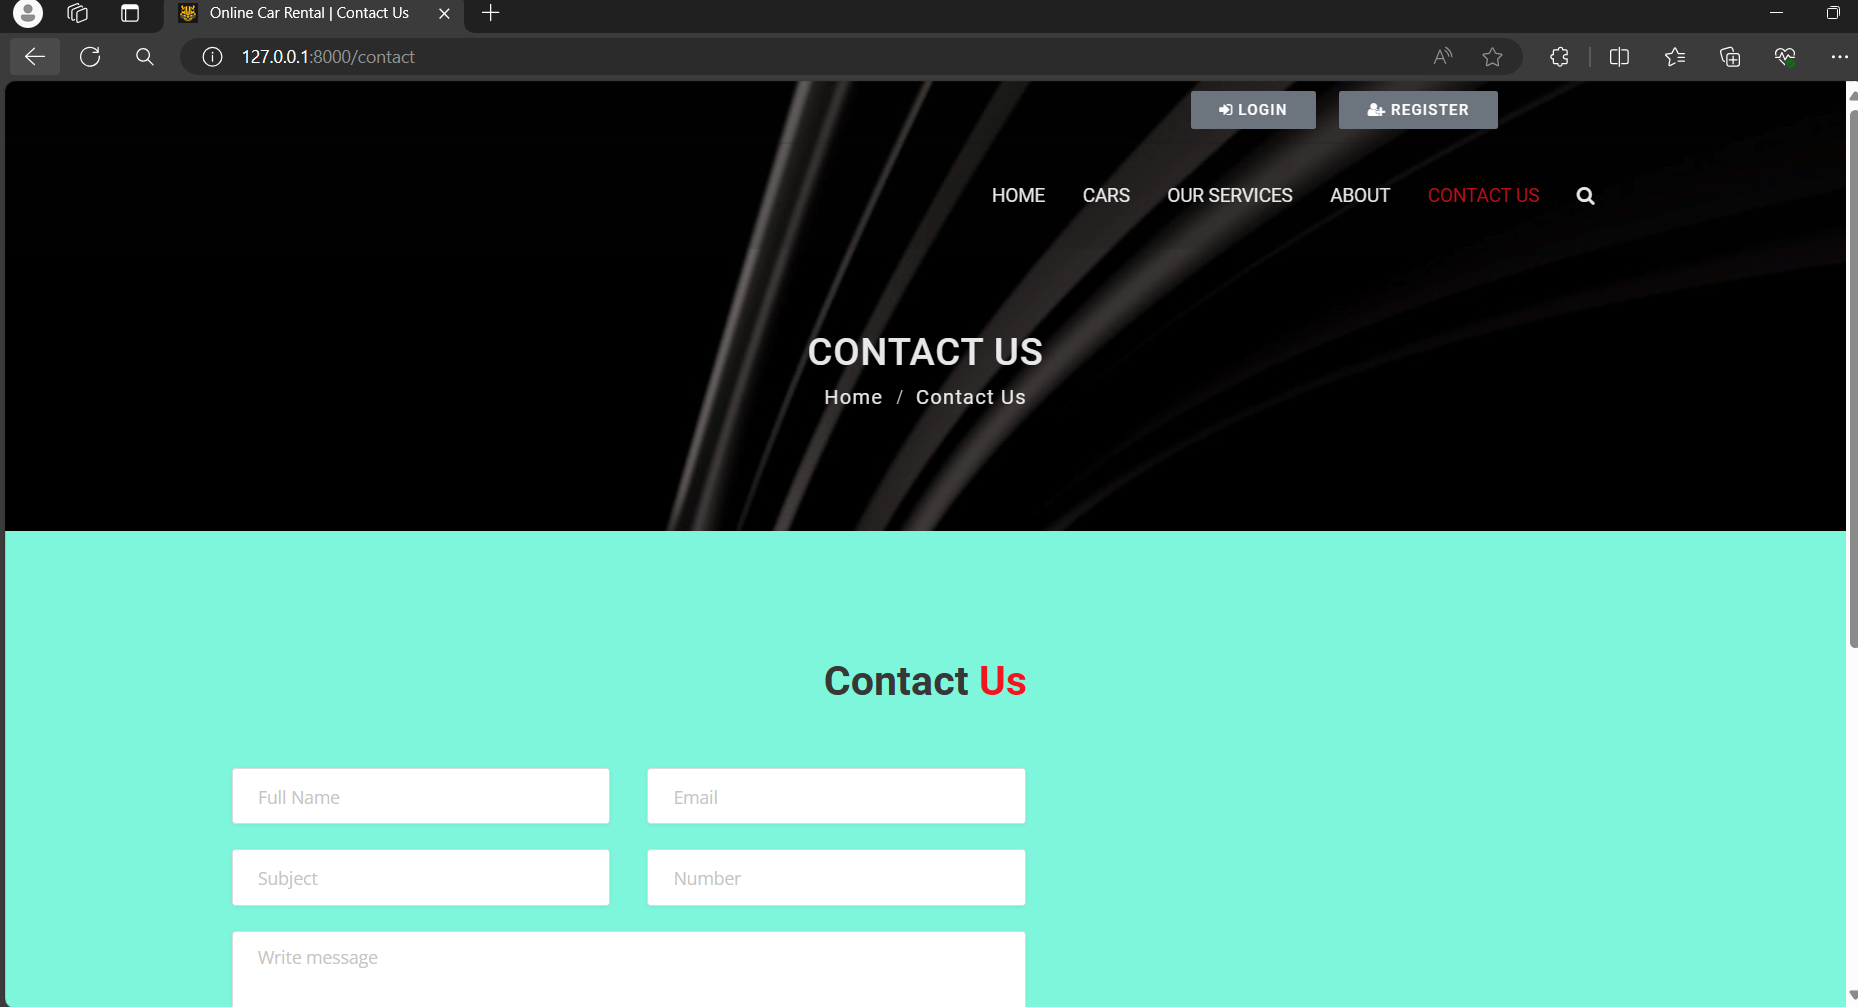 Online Car Rental | Contact Us
127.0.0.1:8000/contact
LOGIN REGISTER
HOME CARS OUR SERVICES ABOUT CONTACT US
CONTACT US
Home / Contact Us
Contact Us
Full Name Email
Subject Number
Write message